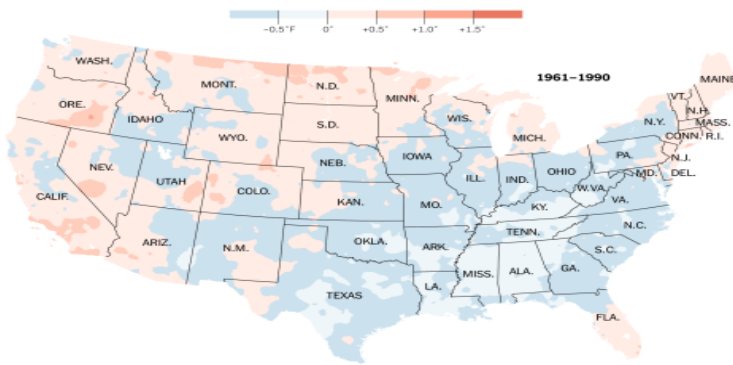 -0.5°F 0° +0.5° +1.0° +1.5°
1961–1990
WASH.
MONT.
N.D.
MINN.
MAINE
ORE.
IDAHO
WYO.
S.D.
WIS.
MICH.
VT.
N.H.
N.Y.
MASS.
CONN. R.I.
NEV.
UTAH
COLO.
NEB.
IOWA
ILL.
IND.
OHIO
PA.
N.J.
MD.
DEL.
CALIF.
KAN.
MO.
KY.
W.VA.
VA.
ARIZ.
N.M.
OKLA.
ARK.
TENN.
N.C.
S.C.
TEXAS
LA.
MISS.
ALA.
GA.
FLA.